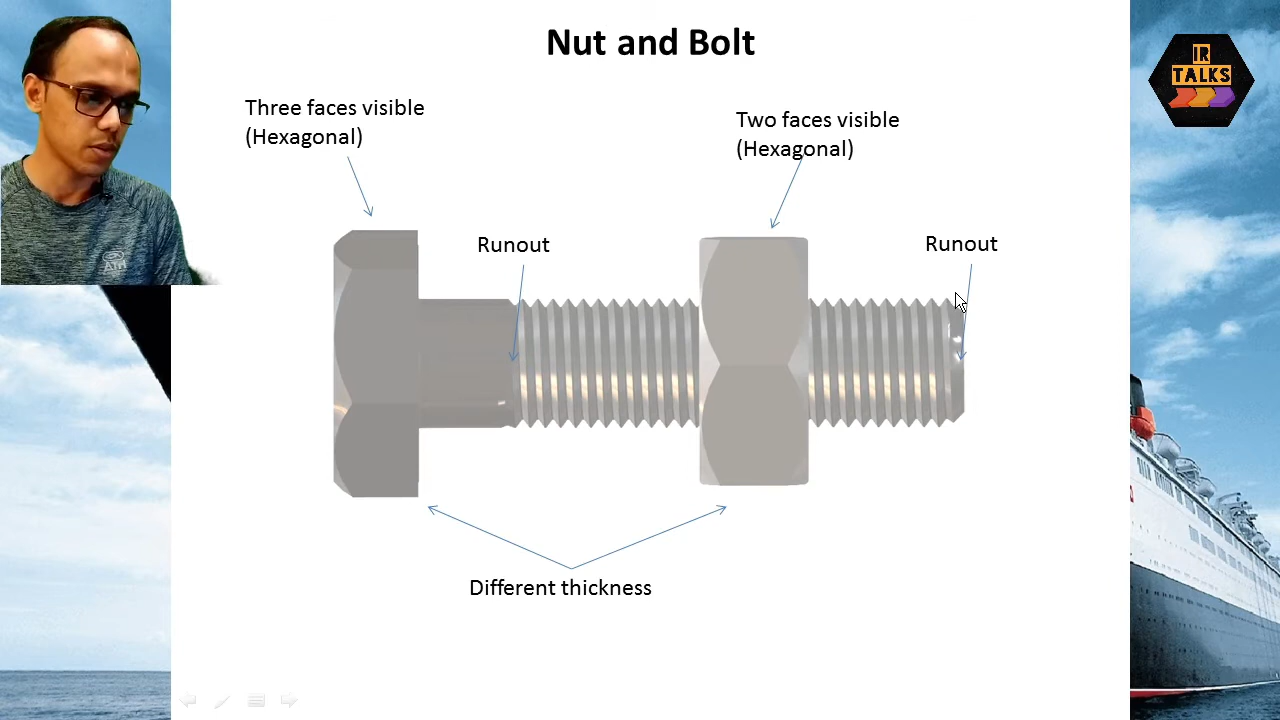 Nut and Bolt
IR
TALKS
Three faces visible
(Hexagonal)
Two faces visible
(Hexagonal)
Runout
Runout
Different thickness